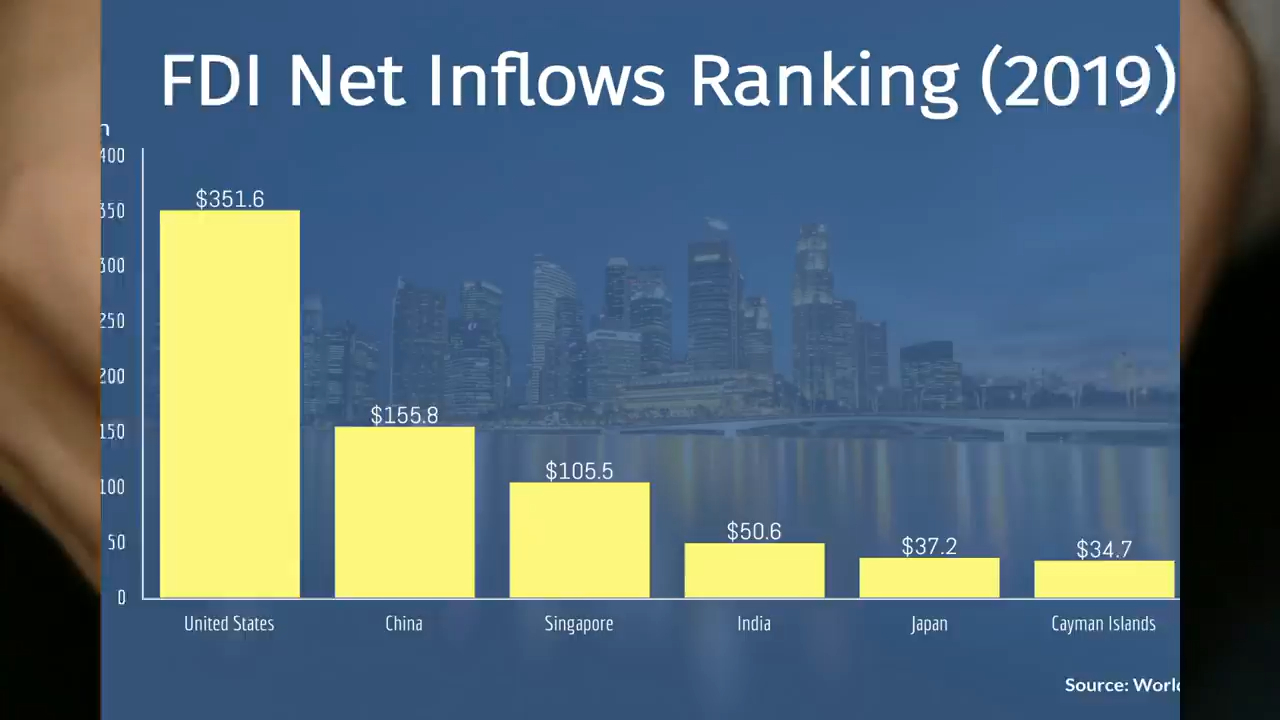 FDI Net Inflows Ranking (2019)
400
350
300
250
200
150
100
50
0
$351.6
$155.8
$105.5
$50.6
$37.2
$34.7
United States
China
Singapore
India
Japan
Cayman Islands
Source: